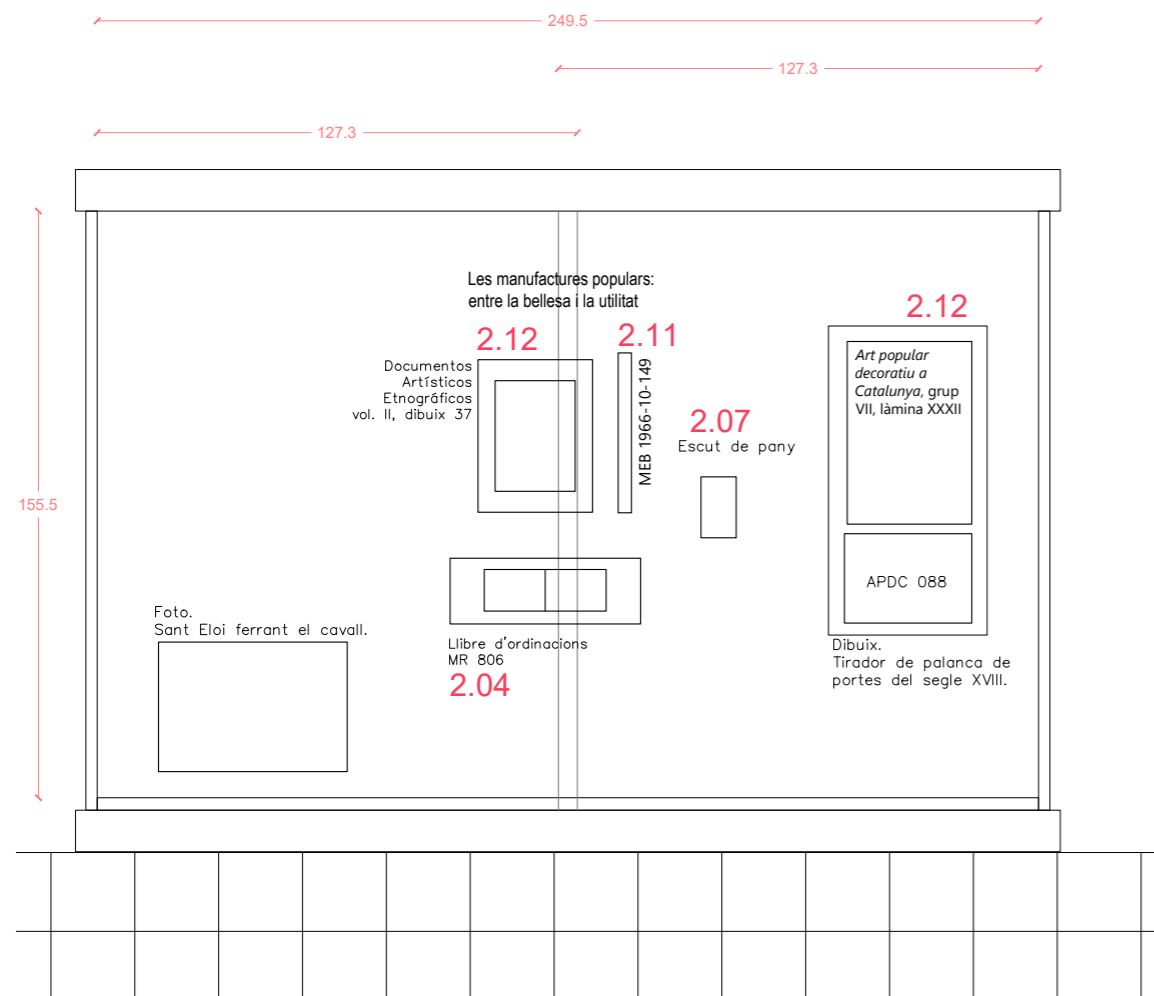 249.5
127.3
127.3
155.5
Les manufactures populars:
entre la bellesa i la utilitat
2.12
Documentos
Artísticos
Etnográficos
vol. II, dibuix 37
2.11
MEB 1966-10-149
2.07
Escut de pany
2.12
Art popular
decoratiu a
Catalunya, grup
VII, làmina XXXII
APDC 088
Dibuix.
Tirador de palanca de
portes del segle XVIII.
Llibre d'ordinacions
MR 806
2.04
Foto.
Sant Eloi ferrant el cavall.